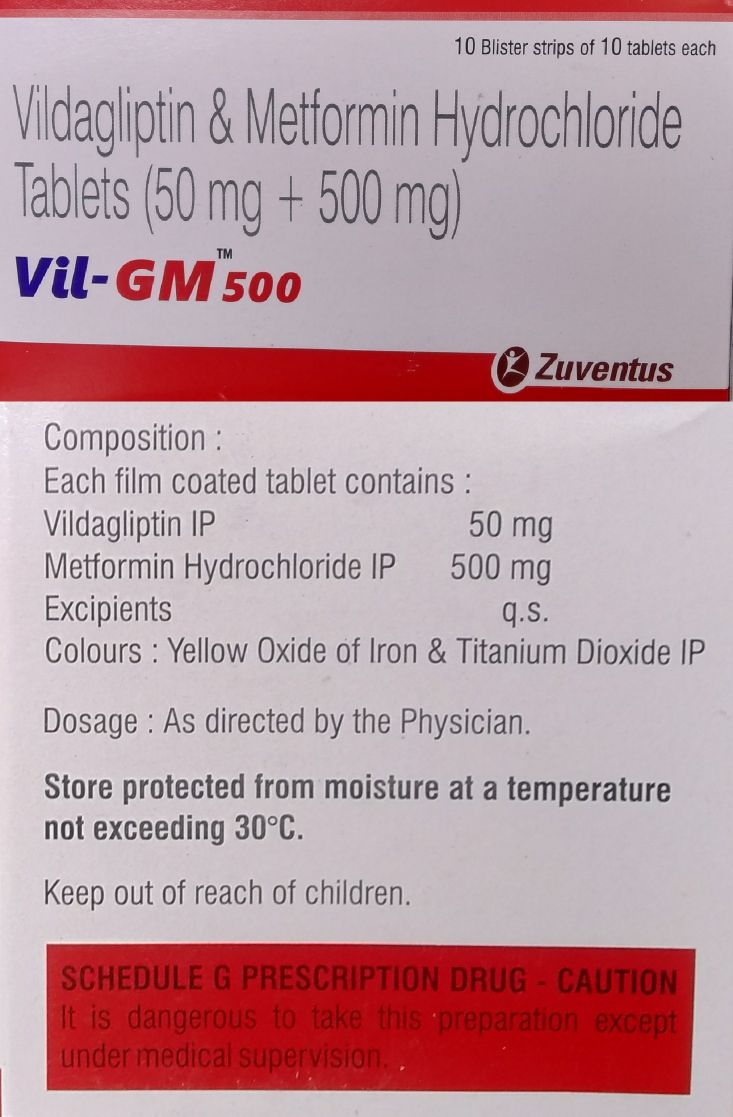 10 Blister strips of 10 tablets each
Vildagliptin & Metformin Hydrochloride
Tablets (50 mg + 500 mg)
Vil-GM™500
Zuventus
Composition :
Each film coated tablet contains :
Vildagliptin IP 50 mg
Metformin Hydrochloride IP 500 mg
Excipients q.s.
Colours : Yellow Oxide of Iron & Titanium Dioxide IP
Dosage : As directed by the Physician.
Store protected from moisture at a temperature
not exceeding 30°C.
Keep out of reach of children.
SCHEDULE G PRESCRIPTION DRUG - CAUTION
It is dangerous to take this preparation except
under medical supervision.